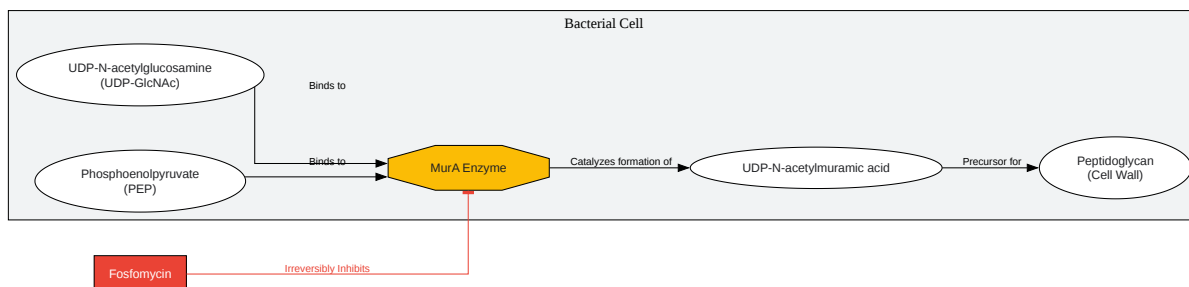 Bacterial Cell
UDP-N-acetylglucosamine
(UDP-GlcNAc)
Binds to
Phosphoenolpyruvate
(PEP)
Binds to
MurA Enzyme
Catalyzes formation of
UDP-N-acetylmuramic acid
Precursor for
Peptidoglycan
(Cell Wall)
Fosfomycin
Irreversibly Inhibits